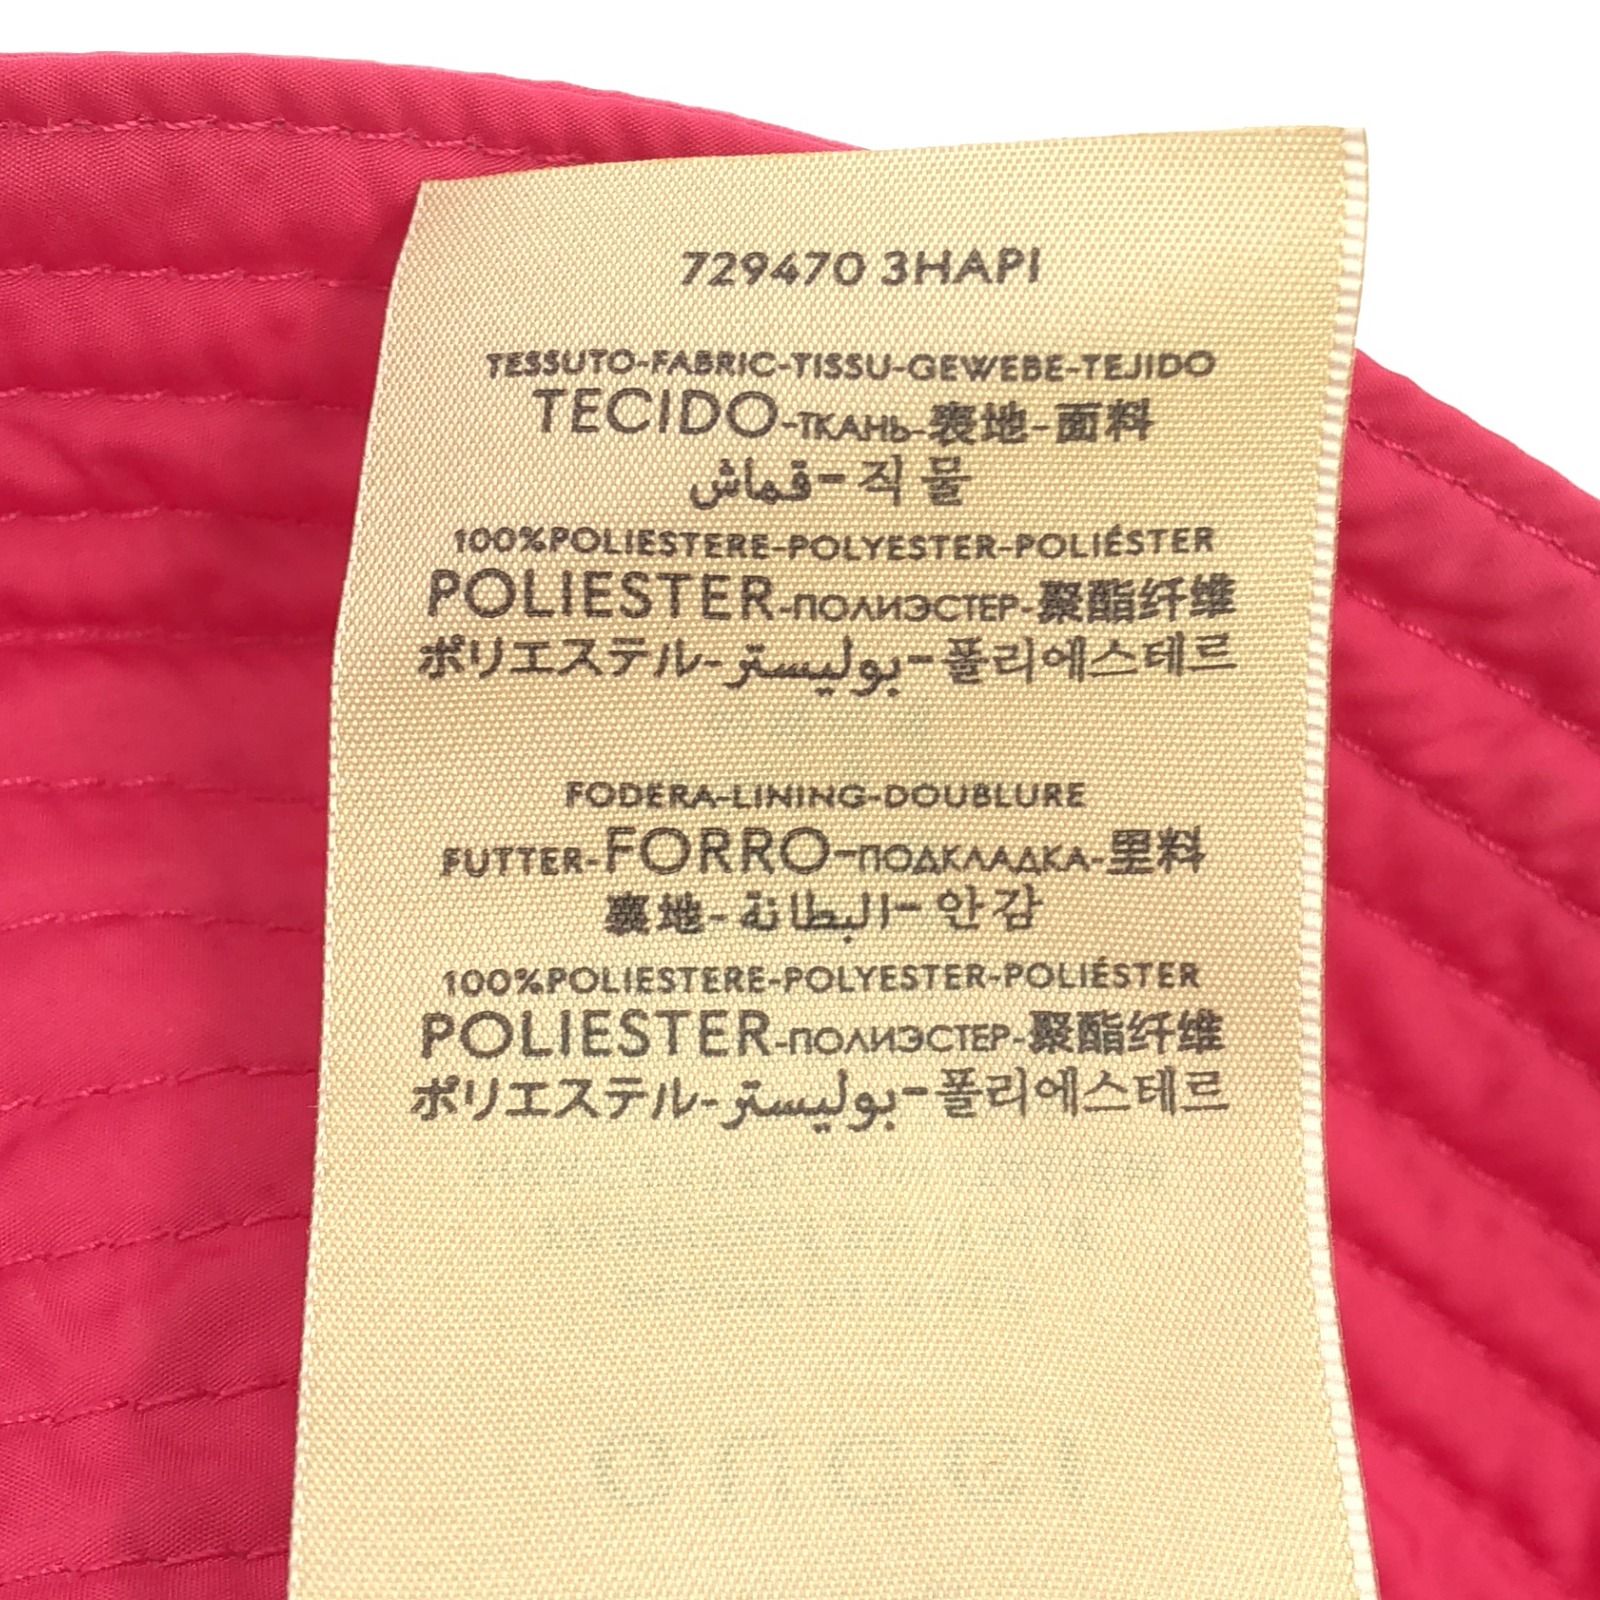 729470 3HAPI
TESSUTO-FABRIC-TISSU-GEWEBE-TEJIDO
TECIDO-ТКАНЬ-表地-面料
قماش-직물
100%POLIESTERE-POLYESTER-POLIÉSTER
POLIESTER-ПОЛИЭСТЕР-聚酯纤维
ポリエステル-بوليستر-폴리에스테르
FODERA-LINING-DOUBLURE
FUTTER-FORRO-ПОДКЛАДКА-里料
裏地-البطانة-안감
100%POLIESTERE-POLYESTER-POLIÉSTER
POLIESTER-ПОЛИЭСТЕР-聚酯纤维
ポリエステル-بوليستر-폴리에스테르